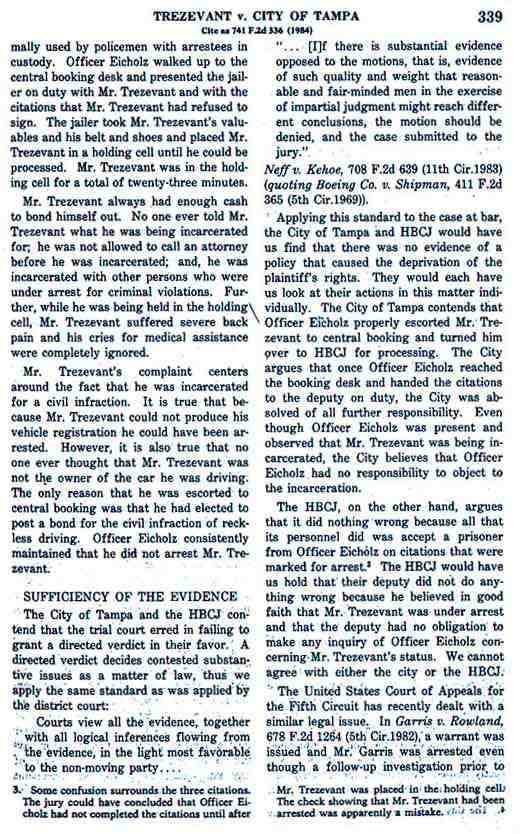 TREZEVANT v. CITY OF TAMPA
339
Cite as 741 F.2d 336 (1984)
mally used by policemen with arrestees in
custody. Officer Eicholz walked up to the
central booking desk and presented the jail-
er on duty with Mr. Trezevant and with the
citations that Mr. Trezevant had refused to
sign. The jailer took Mr. Trezevant's valu-
ables and his belt and shoes and placed Mr.
Trezevant in a holding cell until he could be
processed. Mr. Trezevant was in the hold-
ing cell for a total of twenty-three minutes.
Mr. Trezevant always had enough cash
to bond himself out. No one ever told Mr.
Trezevant what he was being incarcerated
for; he was not allowed to call an attorney
before he was incarcerated; and, he was
incarcerated with other persons who were
under arrest for criminal violations. Fur-
ther, while he was being held in the holding
cell, Mr. Trezevant suffered severe back
pain and his cries for medical assistance
were completely ignored.
Mr. Trezevant's complaint centers
around the fact that he was incarcerated
for a civil infraction. It is true that be-
cause Mr. Trezevant could not produce his
vehicle registration he could have been ar-
rested. However, it is also true that no
one ever thought that Mr. Trezevant was
not the owner of the car he was driving.
The only reason that he was escorted to
central booking was that he had elected to
post a bond for the civil infraction of reck-
less driving. Officer Eicholz consistently
maintained that he did not arrest Mr. Tre-
zevant.
SUFFICIENCY OF THE EVIDENCE
The City of Tampa and the HBCJ con-
tend that the trial court erred in failing to
grant a directed verdict in their favor. A
directed verdict decides contested substan-
tive issues as a matter of law, thus we
apply the same standard as was applied by
the district court:
Courts view all the evidence, together
with all logical inferences flowing from
the evidence, in the light most favorable
to the non-moving party....
3. Some confusion surrounds the three citations.
The jury could have concluded that Officer Ei-
cholz had not completed the citations until after
"... [I]f there is substantial evidence
opposed to the motions, that is, evidence
of such quality and weight that reason-
able and fair-minded men in the exercise
of impartial judgment might reach differ-
ent conclusions, the motion should be
denied, and the case submitted to the
jury."
Neff v. Kehoe, 708 F.2d 639 (11th Cir.1983)
(quoting Boeing Co. v. Shipman, 411 F.2d
365 (5th Cir.1969)).
Applying this standard to the case at bar,
the City of Tampa and HBCJ would have
us find that there was no evidence of a
policy that caused the deprivation of the
plaintiff's rights. They would each have
us look at their actions in this matter indi-
vidually. The City of Tampa contends that
Officer Eicholz properly escorted Mr. Tre-
zevant to central booking and turned him
over to HBCJ for processing. The City
argues that once Officer Eicholz reached
the booking desk and handed the citations
to the deputy on duty, the City was ab-
solved of all further responsibility. Even
though Officer Eicholz was present and
observed that Mr. Trezevant was being in-
carcerated, the City believes that Officer
Eicholz had no responsibility to object to
the incarceration.
The HBCJ, on the other hand, argues
that it did nothing wrong because all that
its personnel did was accept a prisoner
from Officer Eicholz on citations that were
marked for arrest.3 The HBCJ would have
us hold that their deputy did not do any-
thing wrong because he believed in good
faith that Mr. Trezevant was under arrest
and that the deputy had no obligation to
make any inquiry of Officer Eicholz con-
cerning Mr. Trezevant's status. We cannot
agree with either the city or the HBCJ.
The United States Court of Appeals for
the Fifth Circuit has recently dealt with a
similar legal issue. In Garris v. Rowland,
678 F.2d 1264 (5th Cir.1982), a warrant was
issued and Mr. Garris was arrested even
though a follow-up investigation prior to
Mr. Trezevant was placed in the holding cell.
The check showing that Mr. Trezevant had been
arrested was apparently a mistake.